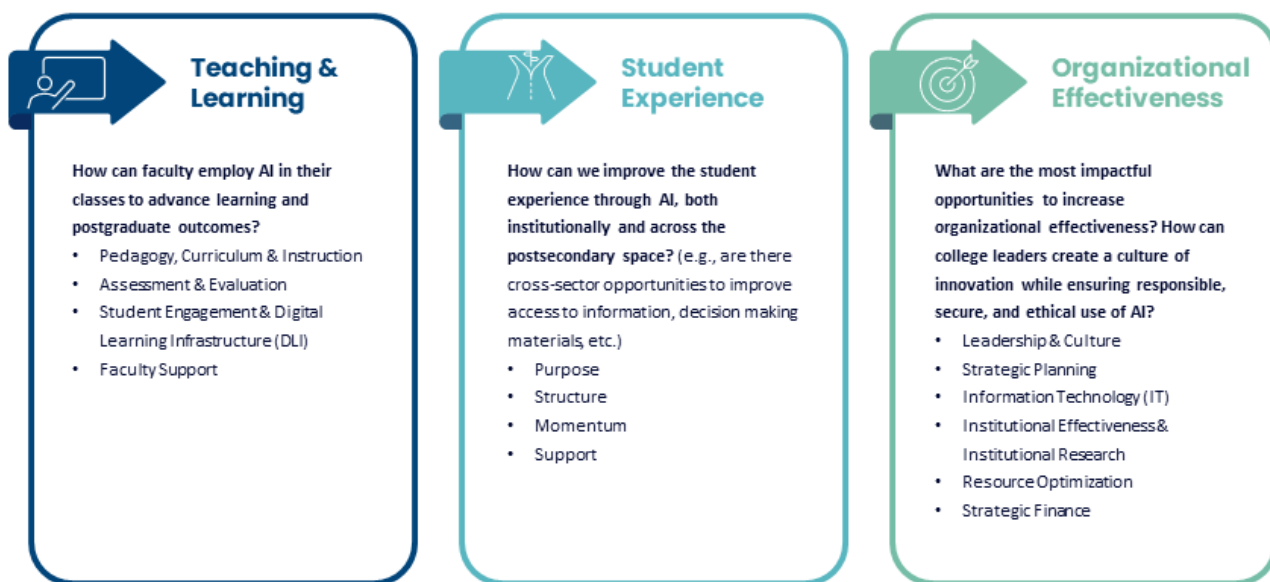 Teaching &
Learning
How can faculty employ AI in their
classes to advance learning and
postgraduate outcomes?
• Pedagogy, Curriculum & Instruction
• Assessment & Evaluation
• Student Engagement & Digital
Learning Infrastructure (DLI)
• Faculty Support
Student
Experience
How can we improve the student
experience through AI, both
institutionally and across the
postsecondary space? (e.g., are there
cross-sector opportunities to improve
access to information, decision making
materials, etc.)
• Purpose
• Structure
• Momentum
• Support
Organizational
Effectiveness
What are the most impactful
opportunities to increase
organizational effectiveness? How can
college leaders create a culture of
innovation while ensuring responsible,
secure, and ethical use of AI?
• Leadership & Culture
• Strategic Planning
• Information Technology (IT)
• Institutional Effectiveness &
Institutional Research
• Resource Optimization
• Strategic Finance